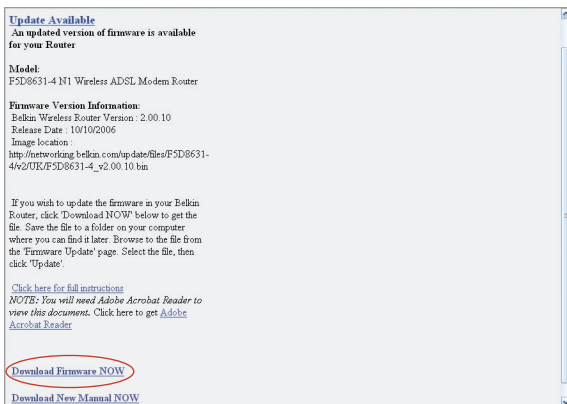 Update Available
An updated version of firmware is available
for your Router
Model:
F5D8631-4 N1 Wireless ADSL Modem Router
Firmware Version Information:
Belkin Wireless Router Version : 2.00.10
Release Date : 10/10/2006
Image location :
http://networking.belkin.com/update/files/F5D8631-
4/v2/UK/F5D8631-4_v2.00.10.bin
If you wish to update the firmware in your Belkin
Router, click 'Download NOW' below to get the
file. Save the file to a folder on your computer
where you can find it later. Browse to the file from
the 'Firmware Update' page. Select the file, then
click 'Update'.
Click here for full instructions
NOTE: You will need Adobe Acrobat Reader to
view this document. Click here to get Adobe
Acrobat Reader
Download Firmware NOW
Download New Manual NOW